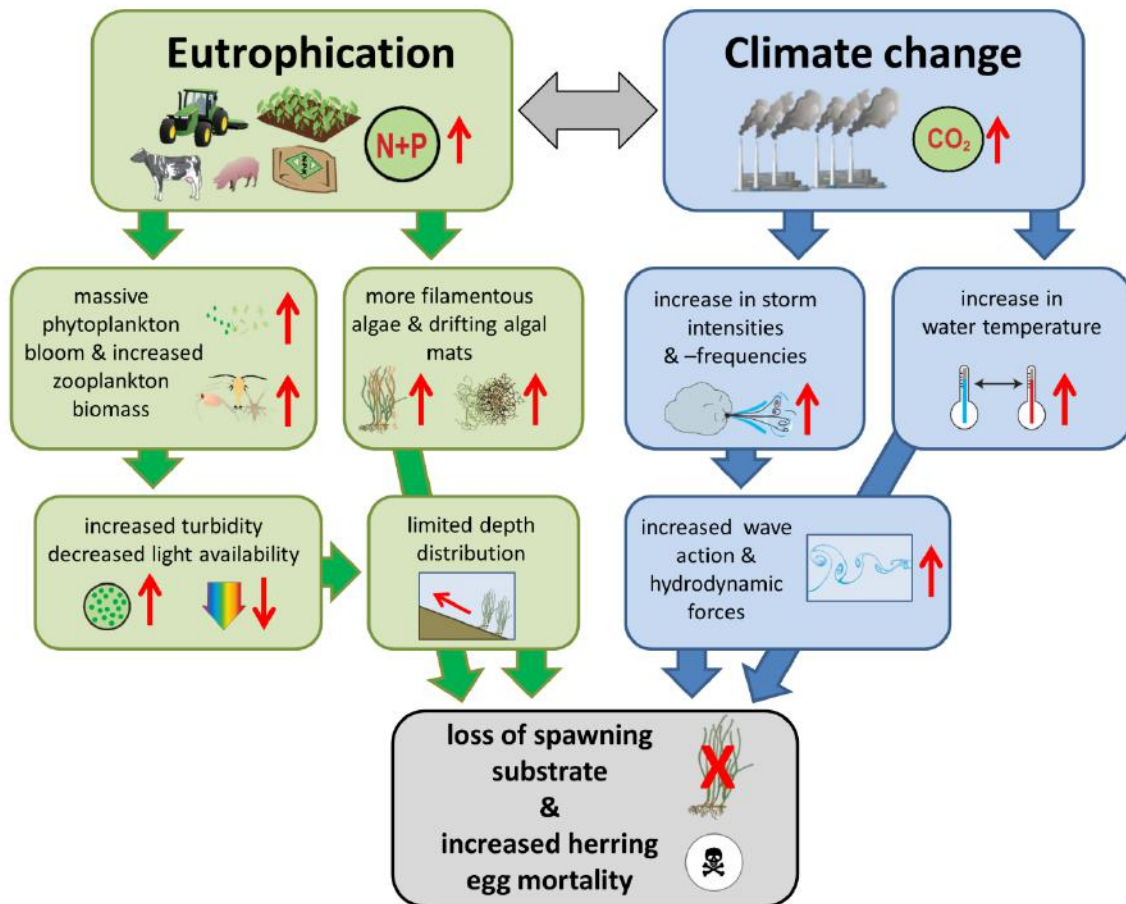 Eutrophication
N+P
Climate change
CO₂
massive
phytoplankton
bloom & increased
zooplankton
biomass
more filamentous
algae & drifting algal
mats
increase in storm
intensities
& –frequencies
increase in
water temperature
increased turbidity
decreased light availability
limited depth
distribution
increased wave
action &
hydrodynamic
forces
loss of spawning
substrate
&
increased herring
egg mortality
X